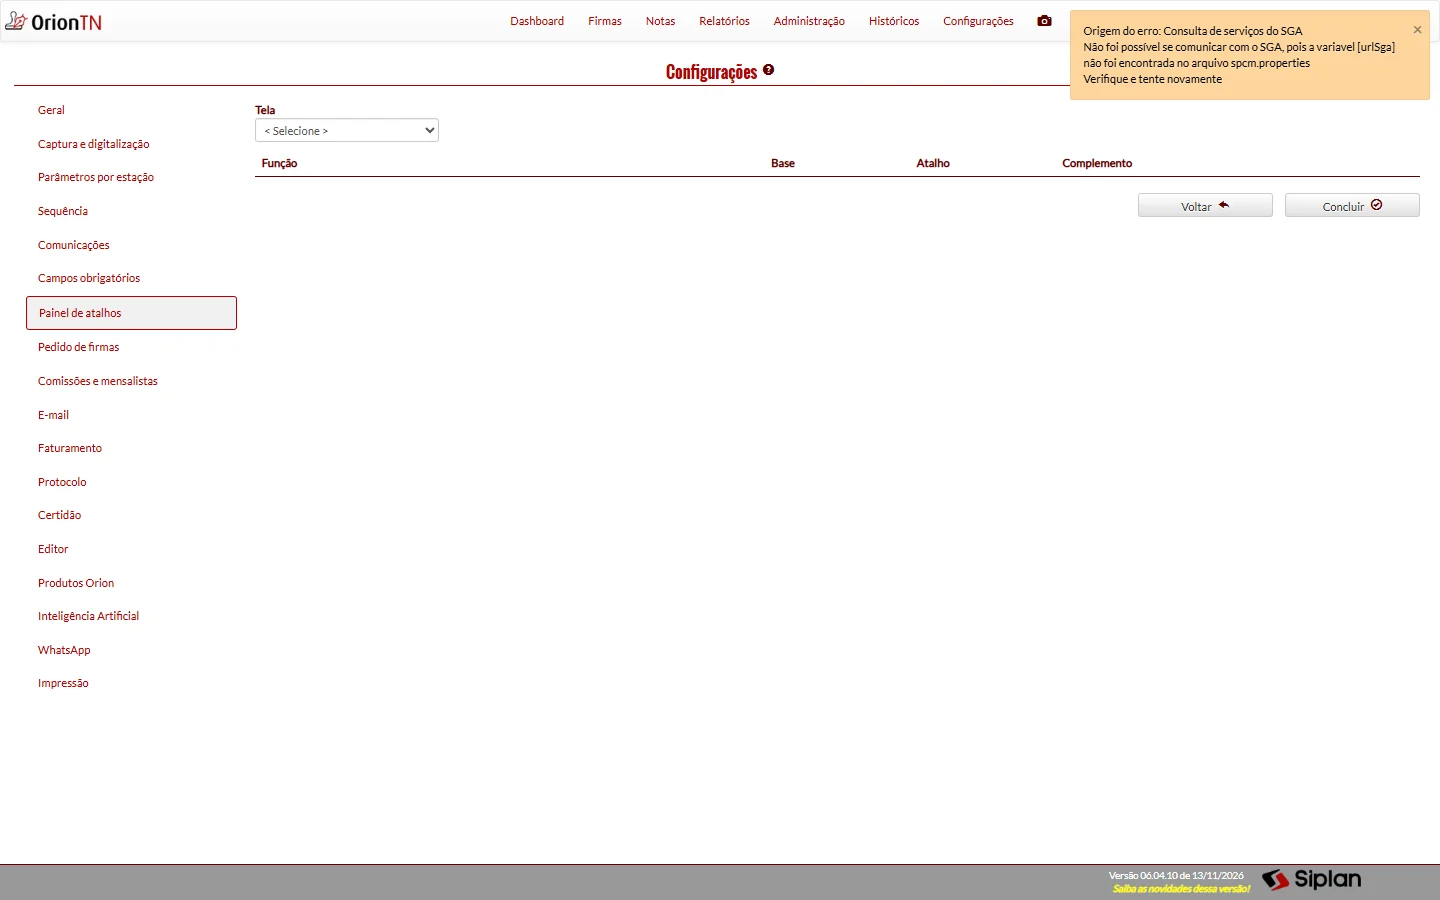 OrionTN
Dashboard
Firmas
Notas
Relatórios
Administração
Históricos
Configurações
Origem do erro: Consulta de serviços do SGA
Não foi possível se comunicar com o SGA, pois a variavel [urlSga]
não foi encontrada no arquivo spcm.properties
Verifique e tente novamente
×
Configurações
Geral
Captura e digitalização
Parâmetros por estação
Sequência
Comunicações
Campos obrigatórios
Painel de atalhos
Pedido de firmas
Comissões e mensalistas
E-mail
Faturamento
Protocolo
Certidão
Editor
Produtos Orion
Inteligência Artificial
WhatsApp
Impressão
Tela
< Selecione >
Função
Base
Atalho
Complemento
Voltar
Concluir
Versão 06.04.10 de 13/11/2026
Saiba as novidades dessa versão!
Siplan